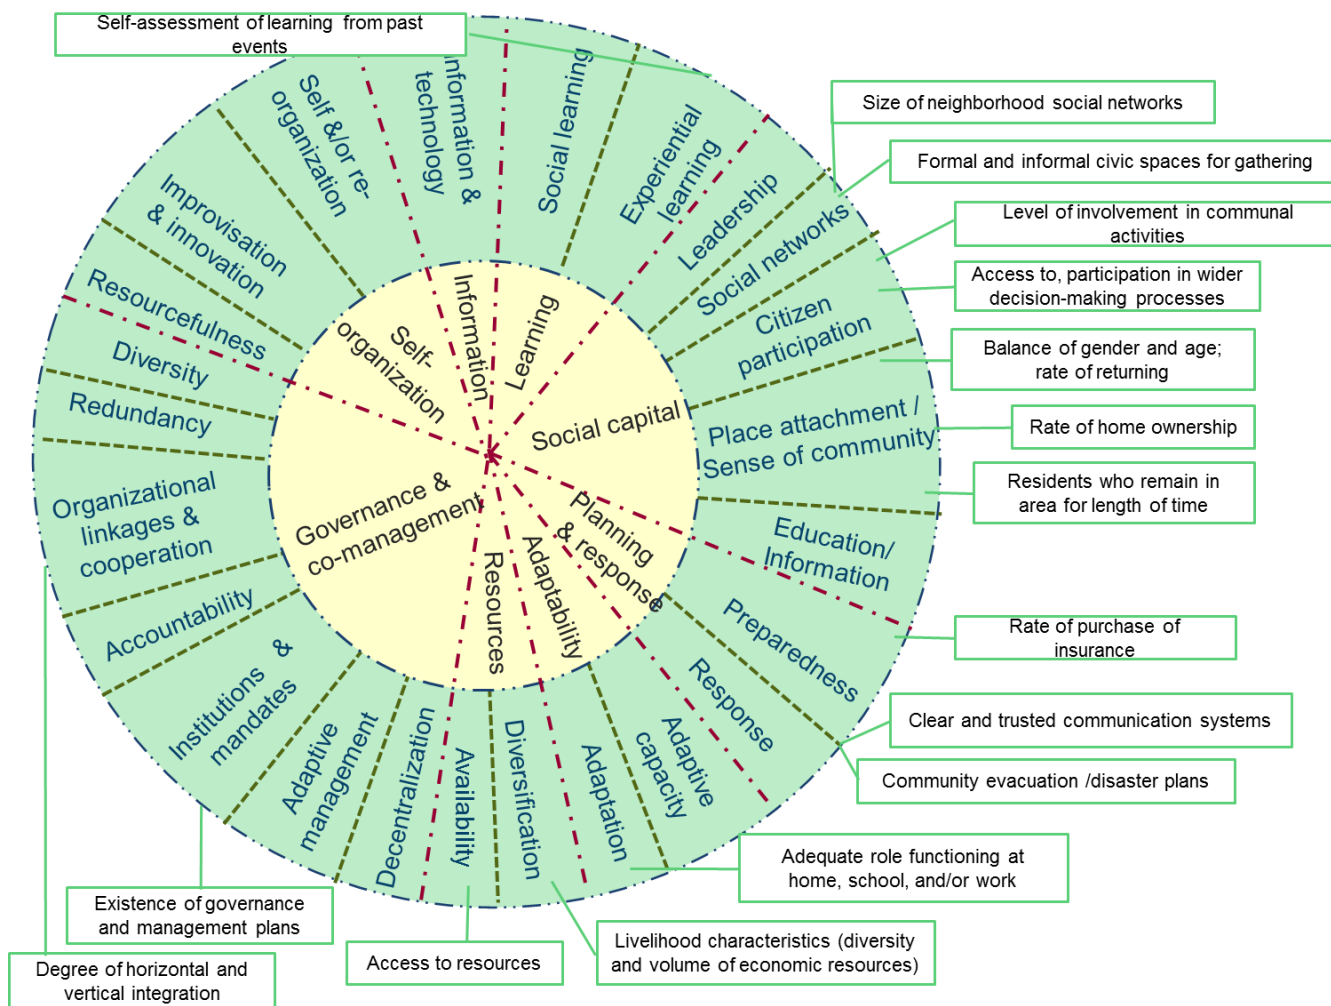 Self-assessment of learning from past
events
Size of neighborhood social networks
Formal and informal civic spaces for gathering
Level of involvement in communal
activities
Access to, participation in wider
decision-making processes
Balance of gender and age;
rate of returning
Rate of home ownership
Residents who remain in
area for length of time
Rate of purchase of
insurance
Clear and trusted communication systems
Community evacuation /disaster plans
Adequate role functioning at
home, school, and/or work
Livelihood characteristics (diversity
and volume of economic resources)
Access to resources
Existence of governance
and management plans
Degree of horizontal and
vertical integration
Self &/or re-
organization
Information &
technology
Social learning
Experiential
learning
Leadership
Social networks
Citizen
participation
Place attachment /
Sense of community
Education/
Information
Preparedness
Response
Adaptive
capacity
Adaptation
Diversification
Availability
Decentralization
Adaptive
management
Institutions &
mandates
Accountability
Organizational
linkages &
cooperation
Redundancy
Diversity
Resourcefulness
Improvisation
& innovation
Self-
organization
Information
Learning
Social capital
Planning
& response
Adaptability
Resources
Governance &
co-management